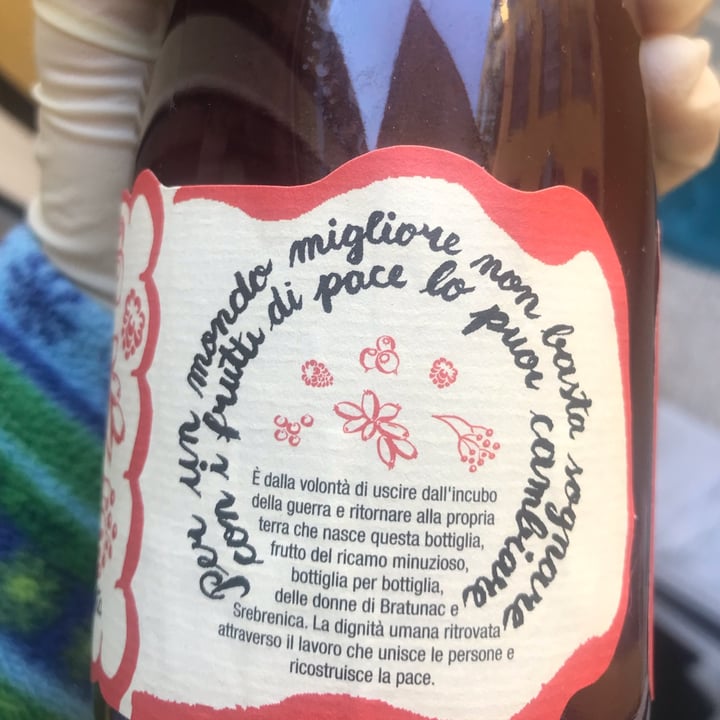 Per un mondo migliore non basta sognare
Con i frutti di pace lo puoi cambiare
È dalla volontà di uscire dall'incubo
della guerra e ritornare alla propria
terra che nasce questa bottiglia,
frutto del ricamo minuzioso,
bottiglia per bottiglia,
delle donne di Bratunac e
Srebrenica. La dignità umana ritrovata
attraverso il lavoro che unisce le persone e
ricostruisce la pace.